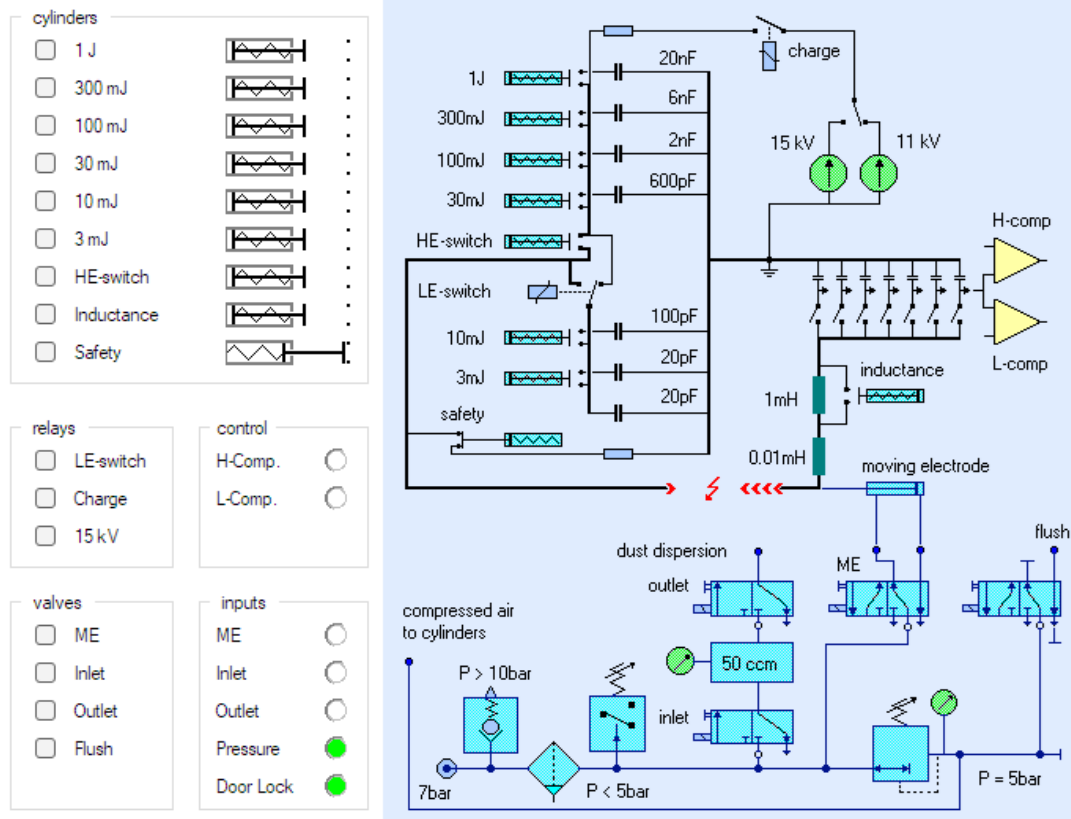 cylinders
1 J
300 mJ
100 mJ
30 mJ
10 mJ
3 mJ
HE-switch
Inductance
Safety
relays
LE-switch
Charge
15 kV
control
H-Comp.
L-Comp.
valves
ME
Inlet
Outlet
Flush
inputs
ME
Inlet
Outlet
Pressure
Door Lock
20nF
charge
1J
6nF
300mJ
2nF
15 kV
11 kV
100mJ
600pF
30mJ
H-comp
HE-switch
LE-switch
100pF
10mJ
20pF
L-comp
inductance
3mJ
20pF
1mH
safety
0.01mH
moving electrode
flush
dust dispersion
ME
outlet
compressed air
to cylinders
P > 10bar
50 ccm
inlet
7bar
P < 5bar
P = 5bar